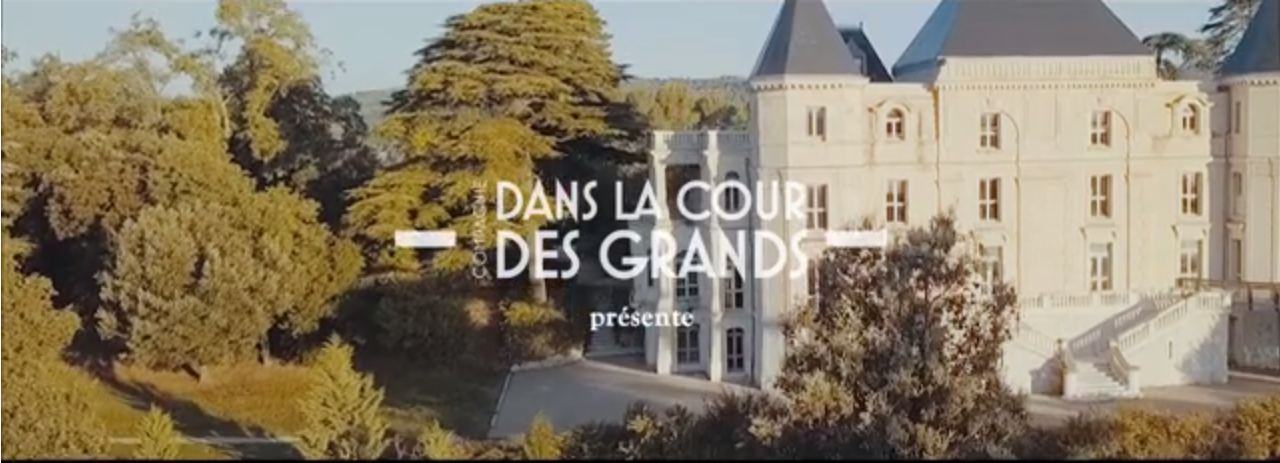 COMPAGNIE
DANS LA COUR
DES GRANDS
présente